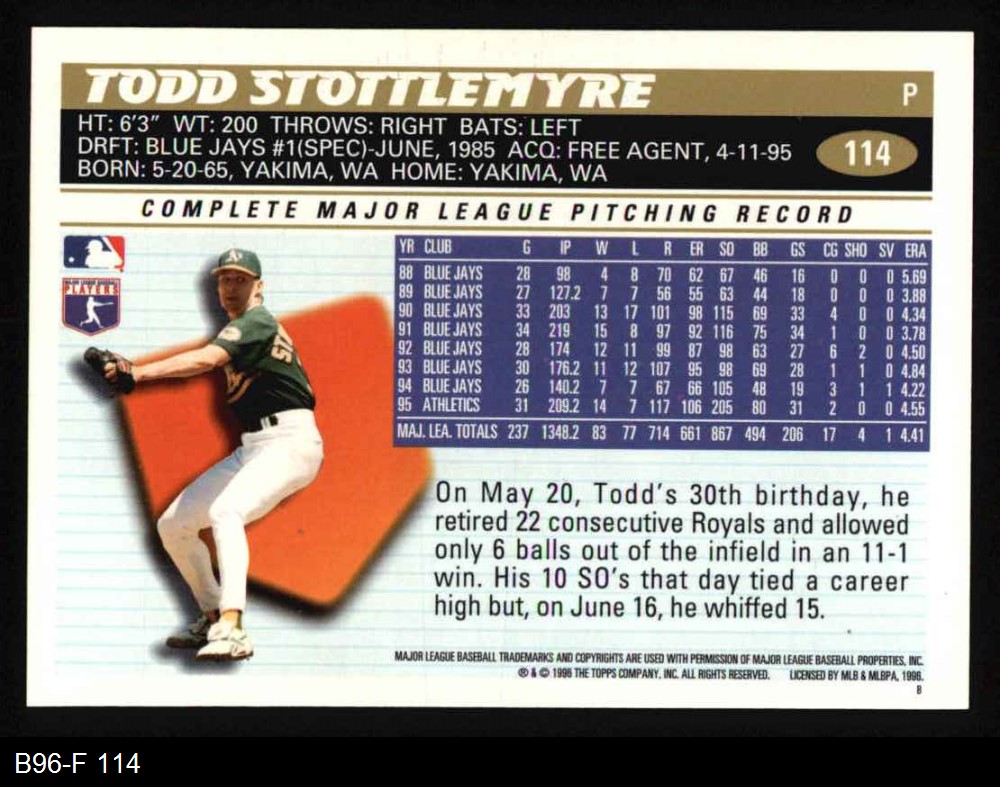 TODD STOTTLEMYRE P
HT: 6'3" WT: 200 THROWS: RIGHT BATS: LEFT
DRFT: BLUE JAYS #1(SPEC)-JUNE, 1985 ACQ: FREE AGENT, 4-11-95
114
BORN: 5-20-65, YAKIMA, WA HOME: YAKIMA, WA
COMPLETE MAJOR LEAGUE PITCHING RECORD
YR CLUB G IP W L R ER SO BB GS CG SHO SV ERA
88 BLUE JAYS 28 98 4 8 70 62 67 46 16 0 0 0 5.69
89 BLUE JAYS 27 127.2 7 7 56 55 63 44 18 0 0 0 3.88
90 BLUE JAYS 33 203 13 17 101 98 115 69 33 4 0 0 4.34
91 BLUE JAYS 34 219 15 8 97 92 116 75 34 1 0 0 3.78
92 BLUE JAYS 28 174 12 11 99 87 98 63 27 6 2 0 4.50
93 BLUE JAYS 30 176.2 11 12 107 95 98 69 28 1 1 0 4.84
94 BLUE JAYS 26 140.2 7 7 67 66 105 48 19 3 1 1 4.22
95 ATHLETICS 31 209.2 14 7 117 106 205 80 31 2 0 0 4.55
MAJ. LEA. TOTALS 237 1348.2 83 77 714 661 867 494 206 17 4 1 4.41
MAJOR LEAGUE BASEBALL
PLAYERS
A's
On May 20, Todd's 30th birthday, he
retired 22 consecutive Royals and allowed
only 6 balls out of the infield in an 11-1
win. His 10 SO's that day tied a career
high but, on June 16, he whiffed 15.
MAJOR LEAGUE BASEBALL TRADEMARKS AND COPYRIGHTS ARE USED WITH PERMISSION OF MAJOR LEAGUE BASEBALL PROPERTIES, INC.
® & © 1996 THE TOPPS COMPANY, INC. ALL RIGHTS RESERVED. LICENSED BY MLB & MLBPA, 1996.
B
B96-F 114